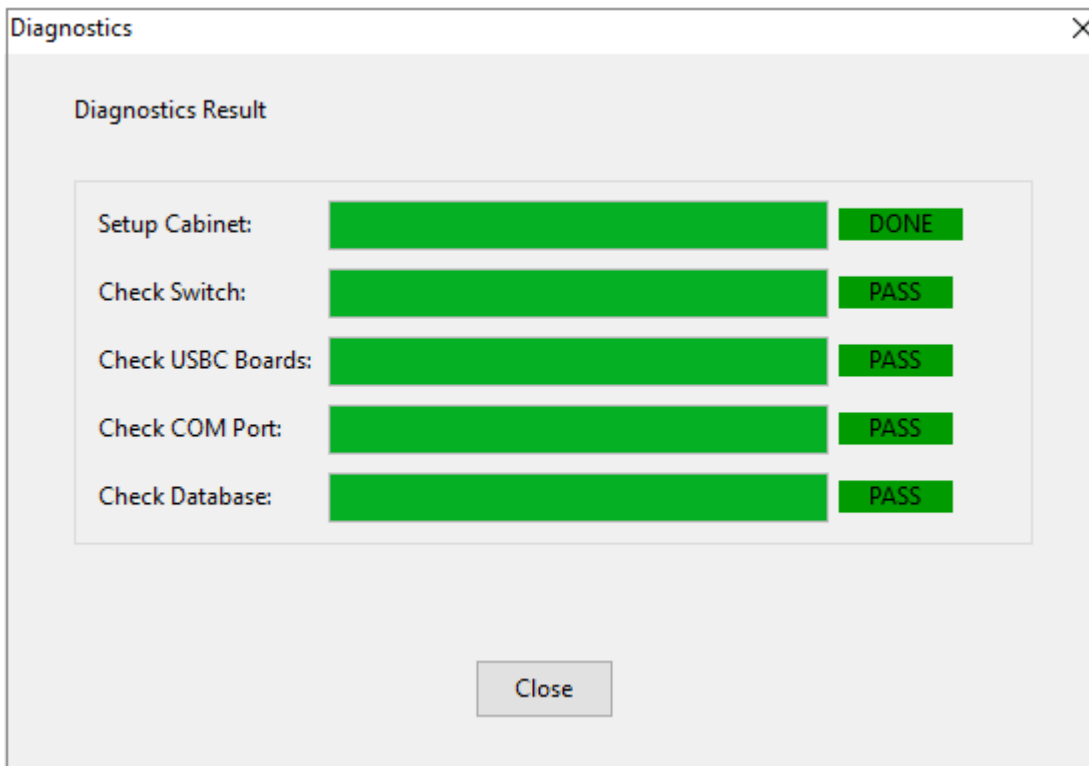 Diagnostics
Diagnostics Result
Setup Cabinet: DONE
Check Switch: PASS
Check USBC Boards: PASS
Check COM Port: PASS
Check Database: PASS
Close